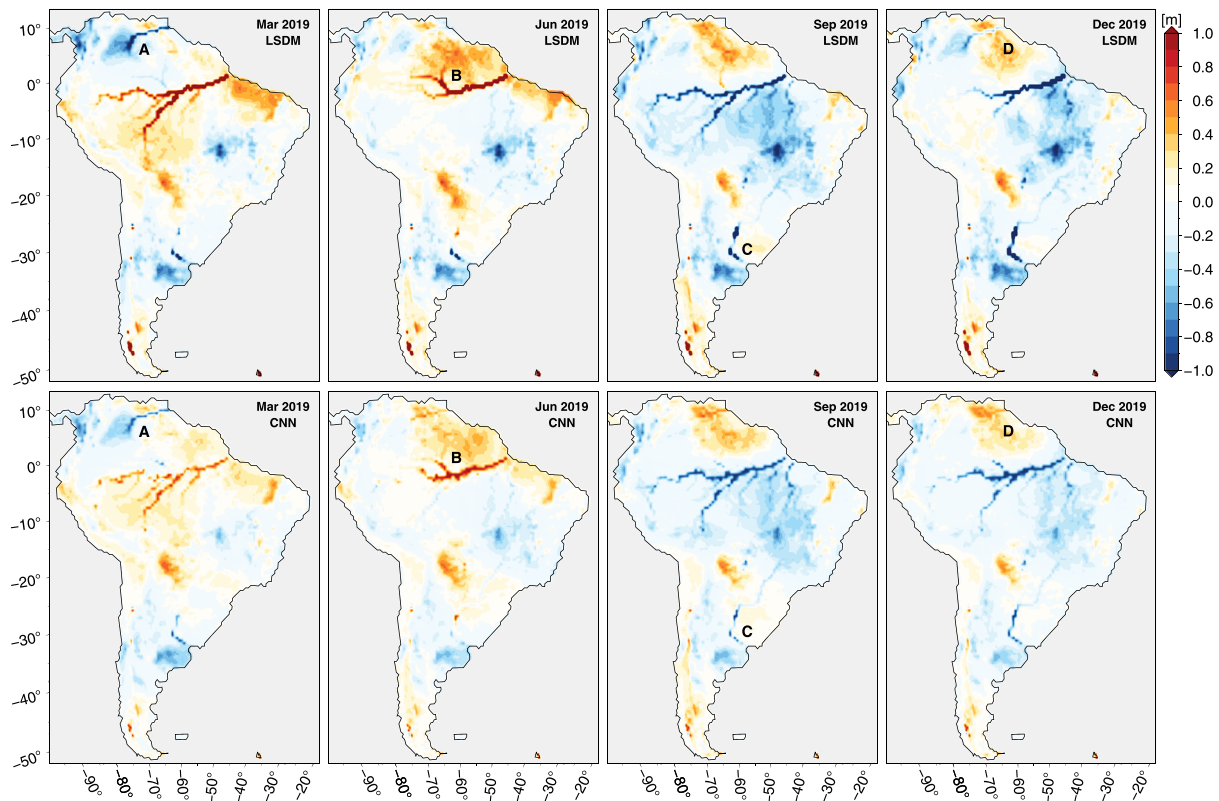 Mar 2019
LSDM
A
Jun 2019
LSDM
B
Sep 2019
LSDM
C
Dec 2019
LSDM
D
10°
0°
−10°
−20°
−30°
−40°
−50°
[m]
1.0
0.8
0.6
0.4
0.2
0.0
−0.2
−0.4
−0.6
−0.8
−1.0
Mar 2019
CNN
A
Jun 2019
CNN
B
Sep 2019
CNN
C
Dec 2019
CNN
D
10°
0°
−10°
−20°
−30°
−40°
−50°
−90° −80° −70° −60° −50° −40° −30° −20°
−90° −80° −70° −60° −50° −40° −30° −20°
−90° −80° −70° −60° −50° −40° −30° −20°
−90° −80° −70° −60° −50° −40° −30° −20°